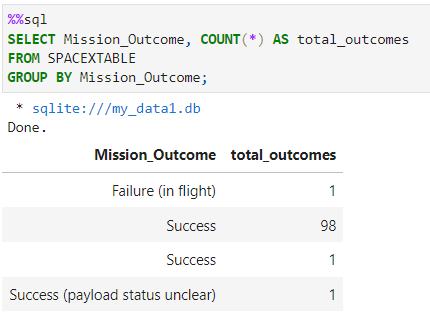 %%sql
SELECT Mission_Outcome, COUNT(*) AS total_outcomes
FROM SPACEXTABLE
GROUP BY Mission_Outcome;
* sqlite:///my_data1.db
Done.
Mission_Outcome total_outcomes
Failure (in flight) 1
Success 98
Success 1
Success (payload status unclear) 1